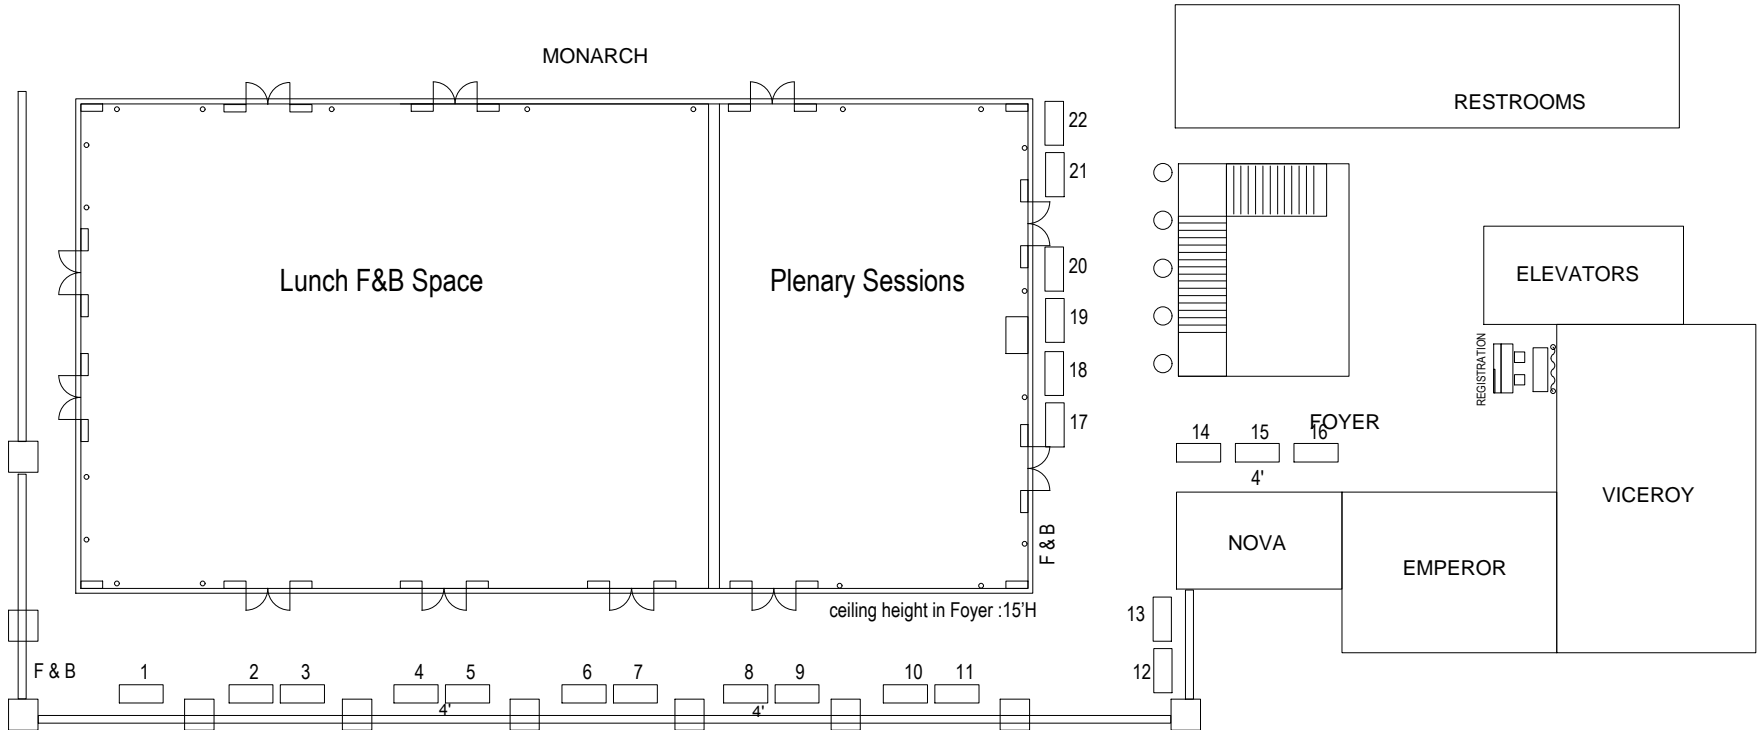 MONARCH
RESTROOMS
22
21
20
19
18
17
Lunch F&B Space
Plenary Sessions
ELEVATORS
REGISTRATION
FOYER
14
15
16
4'
VICEROY
NOVA
EMPEROR
F & B
ceiling height in Foyer :15'H
13
12
F & B
1
2
3
4
5
6
7
8
9
10
11
4'
4'